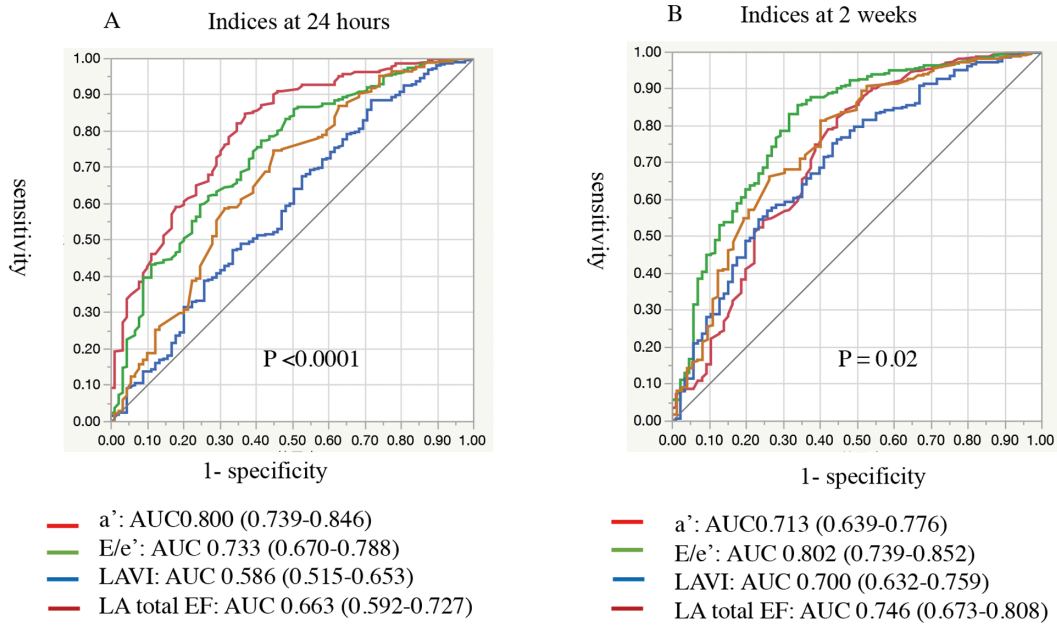 A
Indices at 24 hours
1.00
0.90
0.80
0.70
0.60
0.50
0.40
0.30
0.20
0.10
0.00
sensitivity
P <0.0001
0.00 0.10 0.20 0.30 0.40 0.50 0.60 0.70 0.80 0.90 1.00
1- specificity
a’: AUC0.800 (0.739-0.846)
E/e’: AUC 0.733 (0.670-0.788)
LAVI: AUC 0.586 (0.515-0.653)
LA total EF: AUC 0.663 (0.592-0.727)
B
Indices at 2 weeks
1.00
0.90
0.80
0.70
0.60
0.50
0.40
0.30
0.20
0.10
0.00
sensitivity
P = 0.02
0.00 0.10 0.20 0.30 0.40 0.50 0.60 0.70 0.80 0.90 1.00
1- specificity
a’: AUC0.713 (0.639-0.776)
E/e’: AUC 0.802 (0.739-0.852)
LAVI: AUC 0.700 (0.632-0.759)
LA total EF: AUC 0.746 (0.673-0.808)